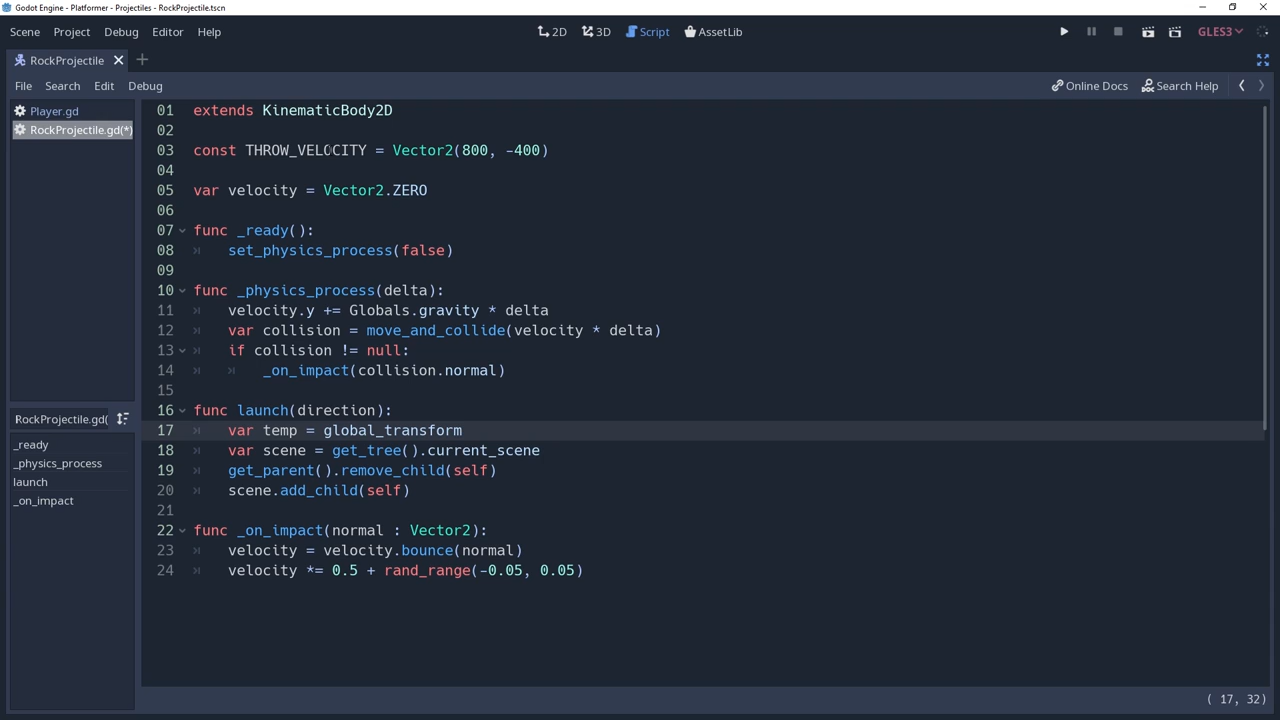 Godot Engine - Platformer - Projectiles - RockProjectile.tscn
Scene Project Debug Editor Help 2D 3D Script AssetLib GLES3
RockProjectile
File Search Edit Debug Online Docs Search Help
Player.gd
RockProjectile.gd(*)
RockProjectile.gd(
_ready
_physics_process
launch
_on_impact
01 extends KinematicBody2D
02
03 const THROW_VELOCITY = Vector2(800, -400)
04
05 var velocity = Vector2.ZERO
06
07 func _ready():
08 set_physics_process(false)
09
10 func _physics_process(delta):
11 velocity.y += Globals.gravity * delta
12 var collision = move_and_collide(velocity * delta)
13 if collision != null:
14 _on_impact(collision.normal)
15
16 func launch(direction):
17 var temp = global_transform
18 var scene = get_tree().current_scene
19 get_parent().remove_child(self)
20 scene.add_child(self)
21
22 func _on_impact(normal : Vector2):
23 velocity = velocity.bounce(normal)
24 velocity *= 0.5 + rand_range(-0.05, 0.05)
( 17, 32)